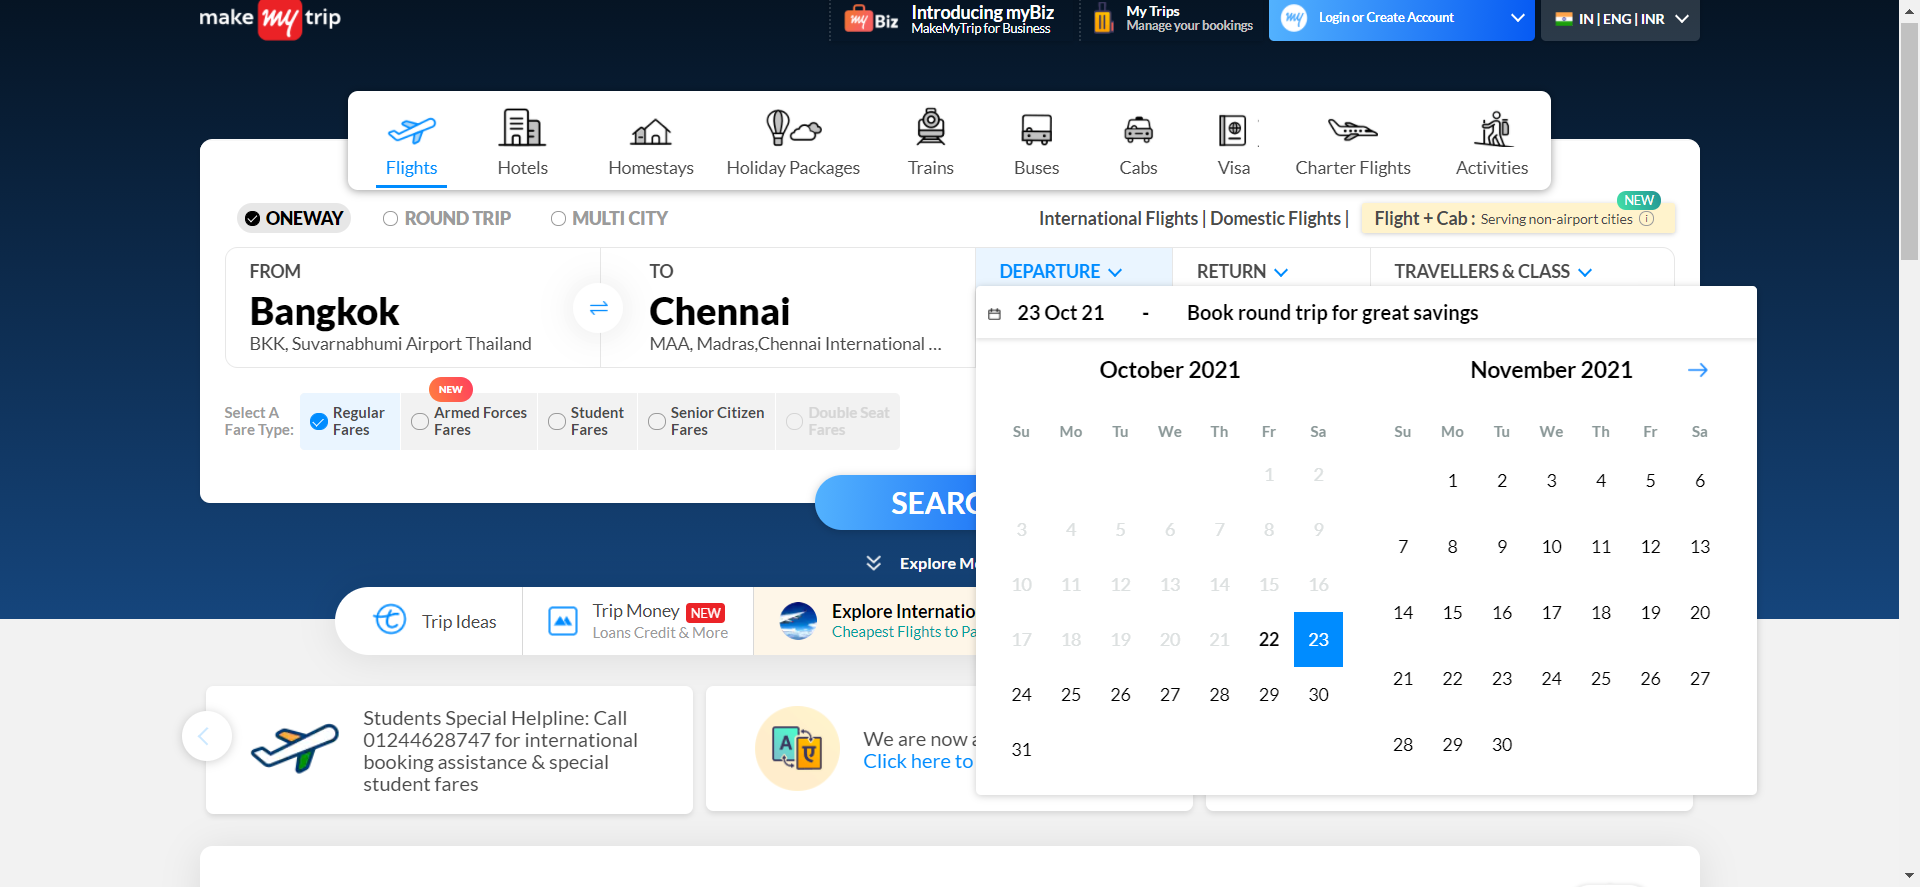 make my trip
my Biz
Introducing myBiz
MakeMyTrip for Business
My Trips
Manage your bookings
my
Login or Create Account
IN | ENG | INR
Flights
Hotels
Homestays
Holiday Packages
Trains
Buses
Cabs
Visa
Charter Flights
Activities
ONEWAY
ROUND TRIP
MULTI CITY
International Flights | Domestic Flights |
NEW
Flight + Cab : Serving non-airport cities
FROM
Bangkok
BKK, Suvarnabhumi Airport Thailand
TO
Chennai
MAA, Madras,Chennai International ...
DEPARTURE
RETURN
TRAVELLERS & CLASS
23 Oct 21 - Book round trip for great savings
October 2021
Su Mo Tu We Th Fr Sa
1 2
3 4 5 6 7 8 9
10 11 12 13 14 15 16
17 18 19 20 21 22 23
24 25 26 27 28 29 30
31
November 2021
Su Mo Tu We Th Fr Sa
1 2 3 4 5 6
7 8 9 10 11 12 13
14 15 16 17 18 19 20
21 22 23 24 25 26 27
28 29 30
Select A
Fare Type:
Regular
Fares
NEW
Armed Forces
Fares
Student
Fares
Senior Citizen
Fares
Double Seat
Fares
SEARC
Explore M
Trip Ideas
Trip Money NEW
Loans Credit & More
Explore Internatio
Cheapest Flights to Pa
Students Special Helpline: Call
01244628747 for international
booking assistance & special
student fares
A ए
We are now
Click here to